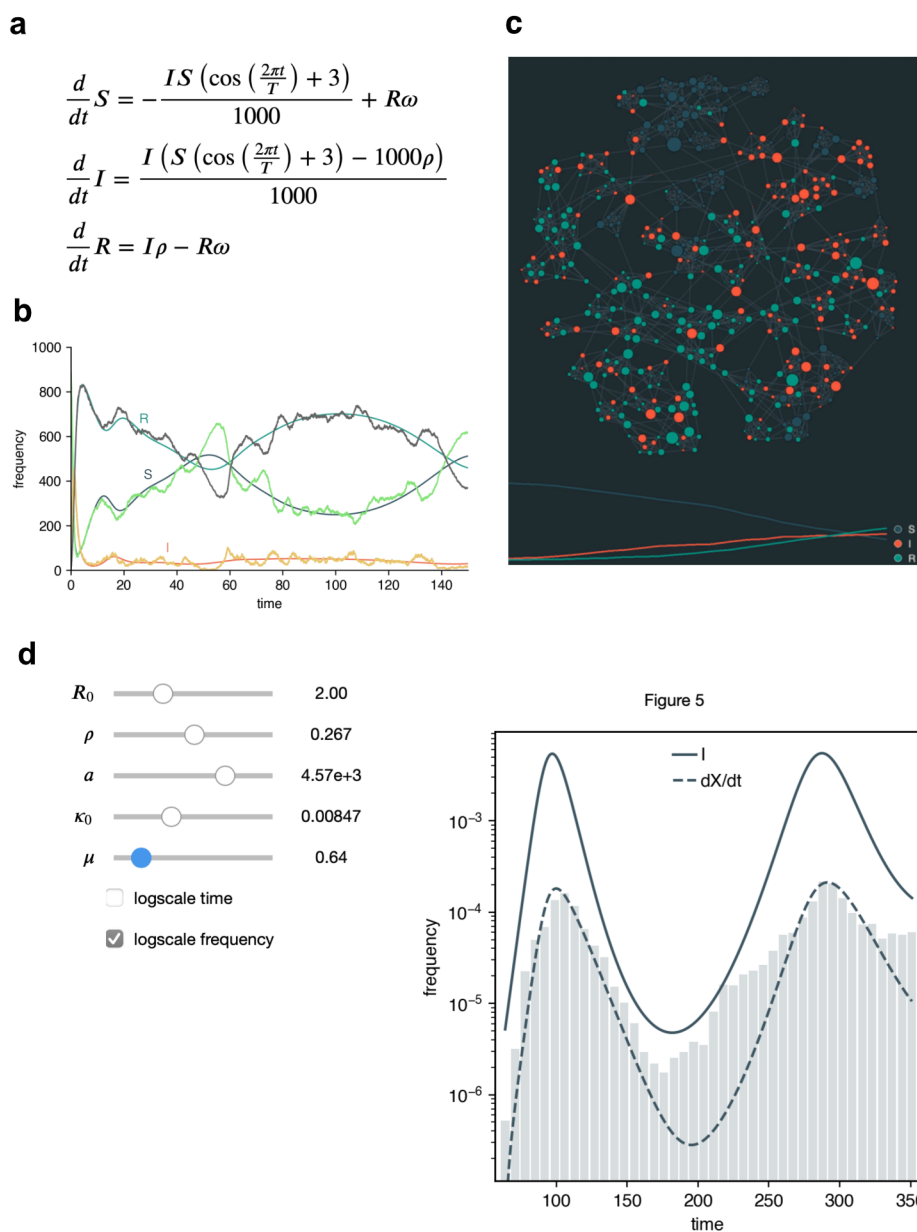 a
d/dt S = − IS (cos (2πt/T) + 3) / 1000 + Rω
d/dt I = I (S (cos (2πt/T) + 3) − 1000ρ) / 1000
d/dt R = Iρ − Rω
b
frequency
1000
800
600
400
200
0
R
S
I
0 20 40 60 80 100 120 140
time
c
S
I
R
d
R₀ 2.00
ρ 0.267
a 4.57e+3
κ₀ 0.00847
μ 0.64
logscale time
logscale frequency
Figure 5
I
dX/dt
frequency
10⁻³
10⁻⁴
10⁻⁵
10⁻⁶
100 150 200 250 300 350
time